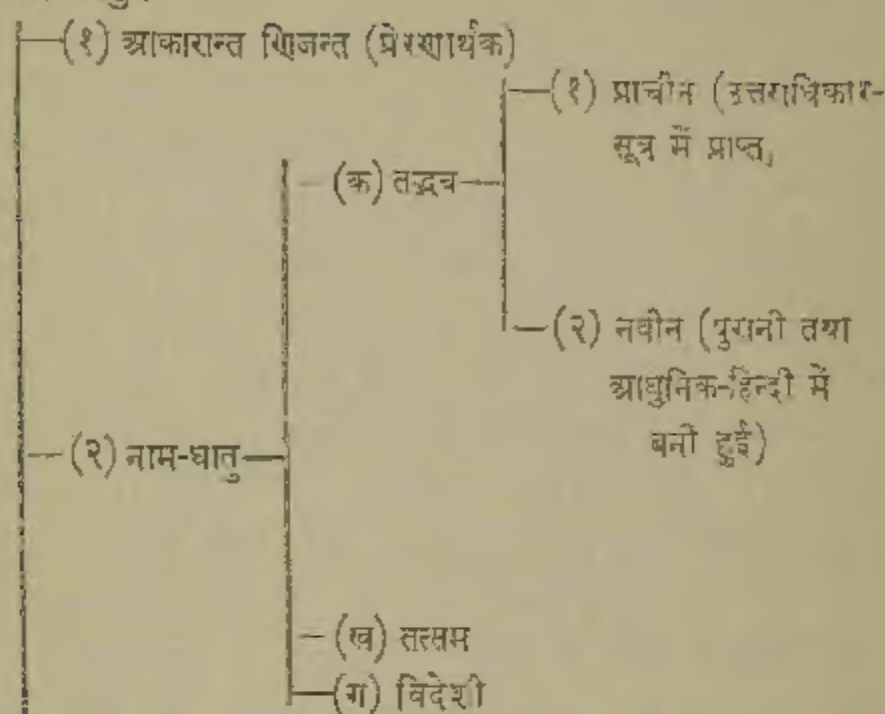 (१) आकारान्त णिजन्त (प्रेरणार्थक)
(१) प्राचीन (उत्तराधिकार-
सूत्र में प्राप्त,
(क) तद्भव
(२) नवीन (पुरानी तथा
आधुनिक-हिन्दी में
बनी हुई)
(२) नाम-धातु
(ख) तत्सम
(ग) विदेशी